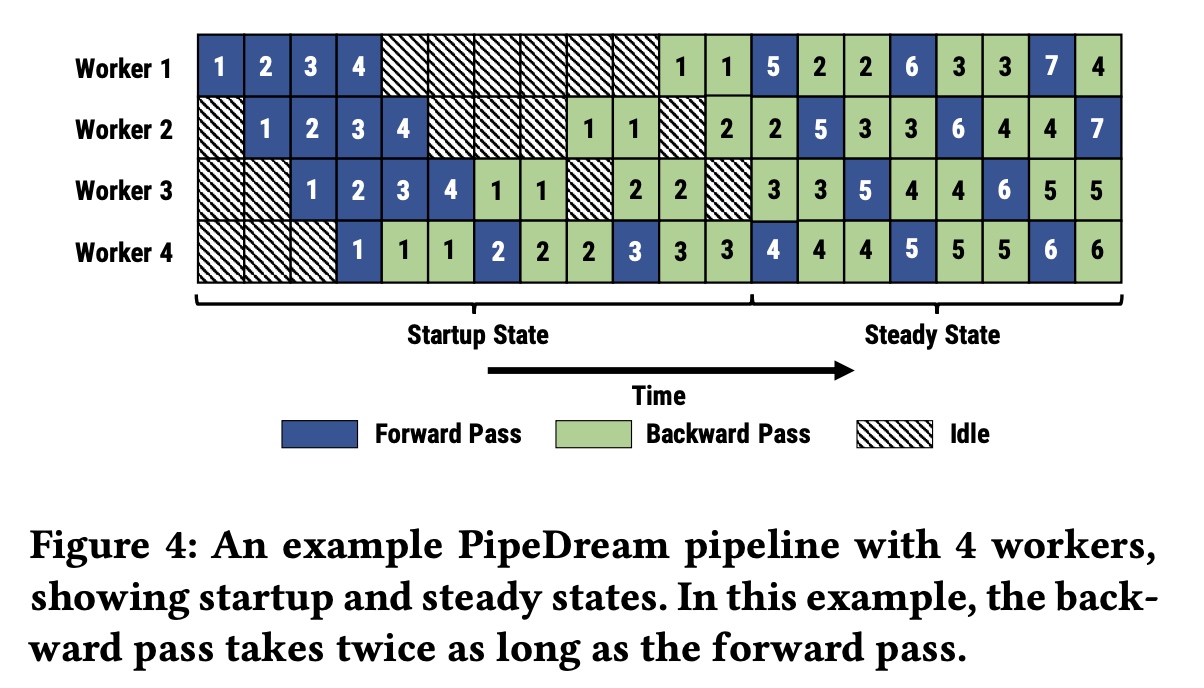 Worker 1 1 2 3 4 1 1 5 2 2 6 3 3 7 4
Worker 2 1 2 3 4 1 1 2 2 5 3 3 6 4 4 7
Worker 3 1 2 3 4 1 1 2 2 3 3 5 4 4 6 5 5
Worker 4 1 1 1 2 2 2 3 3 3 4 4 4 5 5 5 6 6
Startup State Steady State
Time
Forward Pass Backward Pass Idle
Figure 4: An example PipeDream pipeline with 4 workers,
showing startup and steady states. In this example, the back-
ward pass takes twice as long as the forward pass.